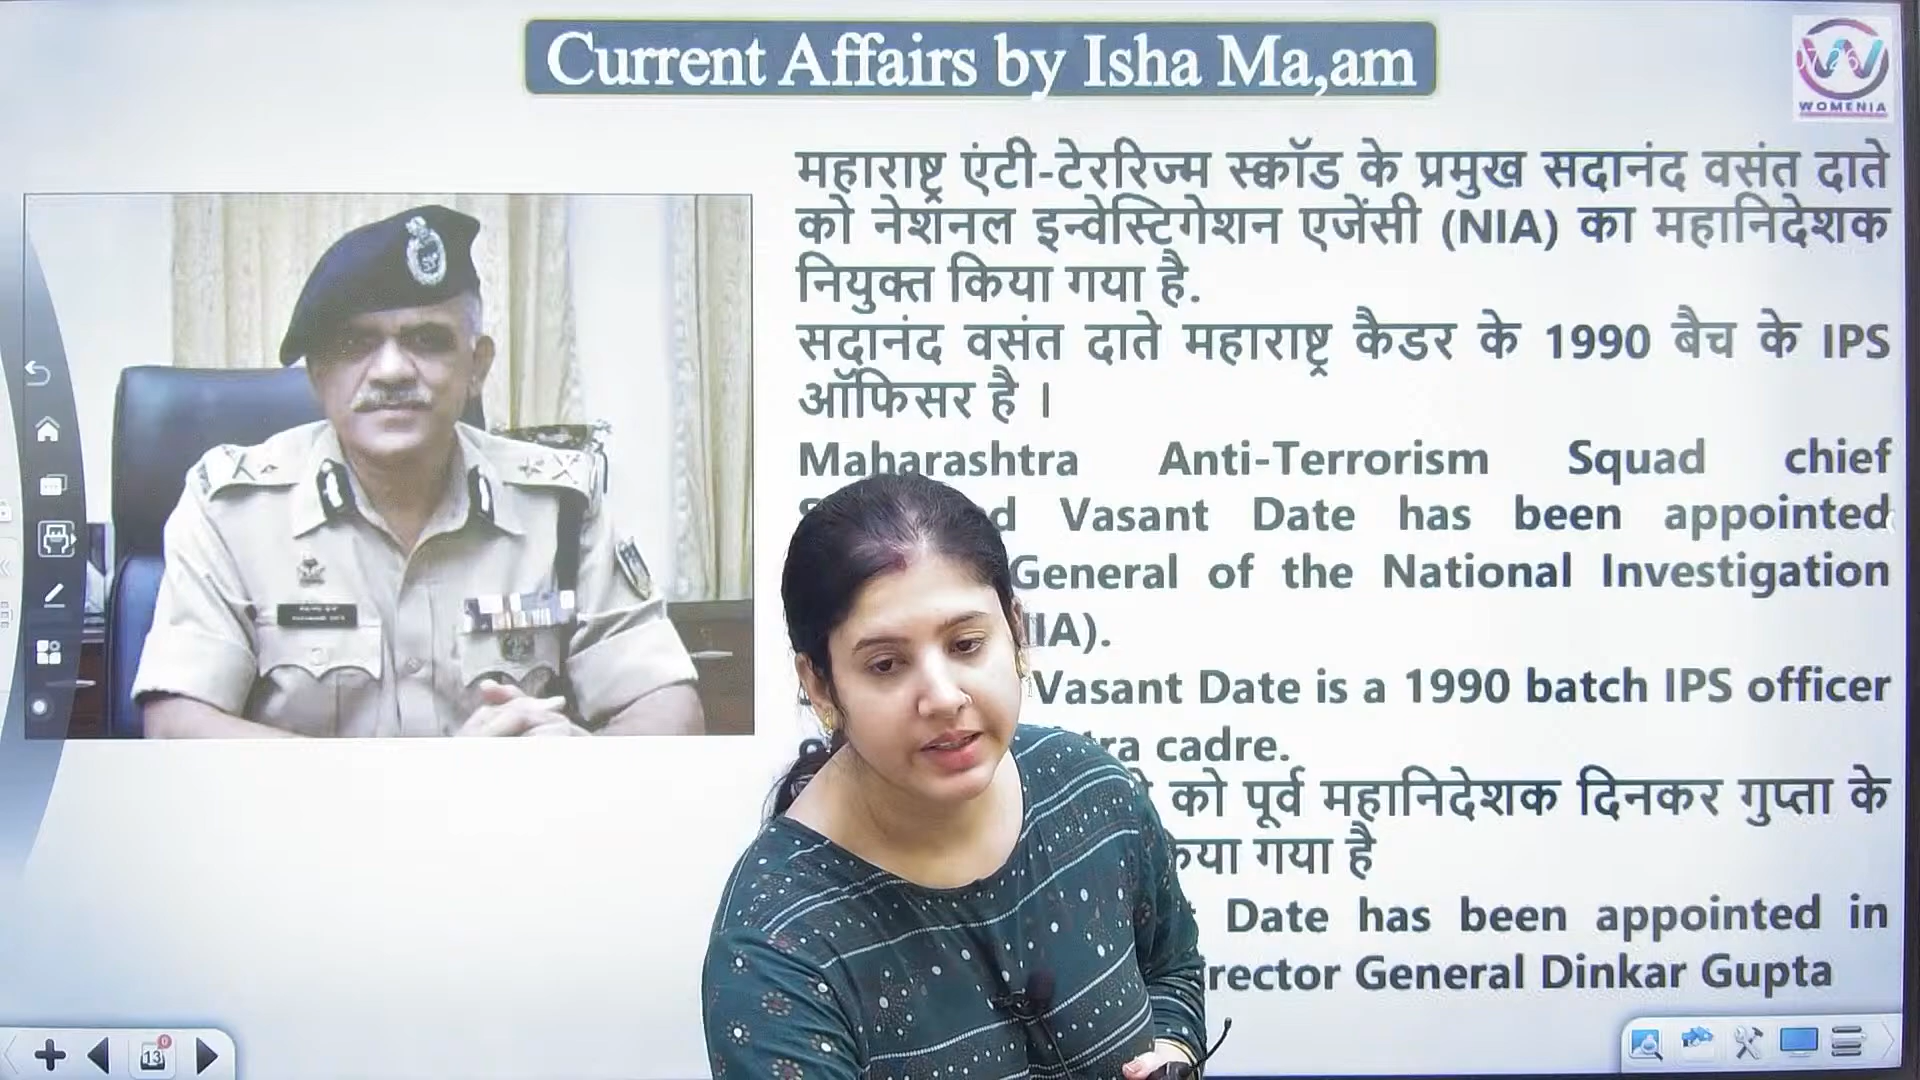 Current Affairs by Isha Ma,am
WOMENIA
महाराष्ट्र एंटी-टेररिज्म स्क्वॉड के प्रमुख सदानंद वसंत दाते
को नेशनल इन्वेस्टिगेशन एजेंसी (NIA) का महानिदेशक
नियुक्त किया गया है.
सदानंद वसंत दाते महाराष्ट्र कैडर के 1990 बैच के IPS
ऑफिसर है ।
Maharashtra Anti-Terrorism Squad chief
Vasant Date has been appointed
General of the National Investigation
Vasant Date is a 1990 batch IPS officer
cadre.
को पूर्व महानिदेशक दिनकर गुप्ता के
गया है
Date has been appointed in
General Dinkar Gupta
13